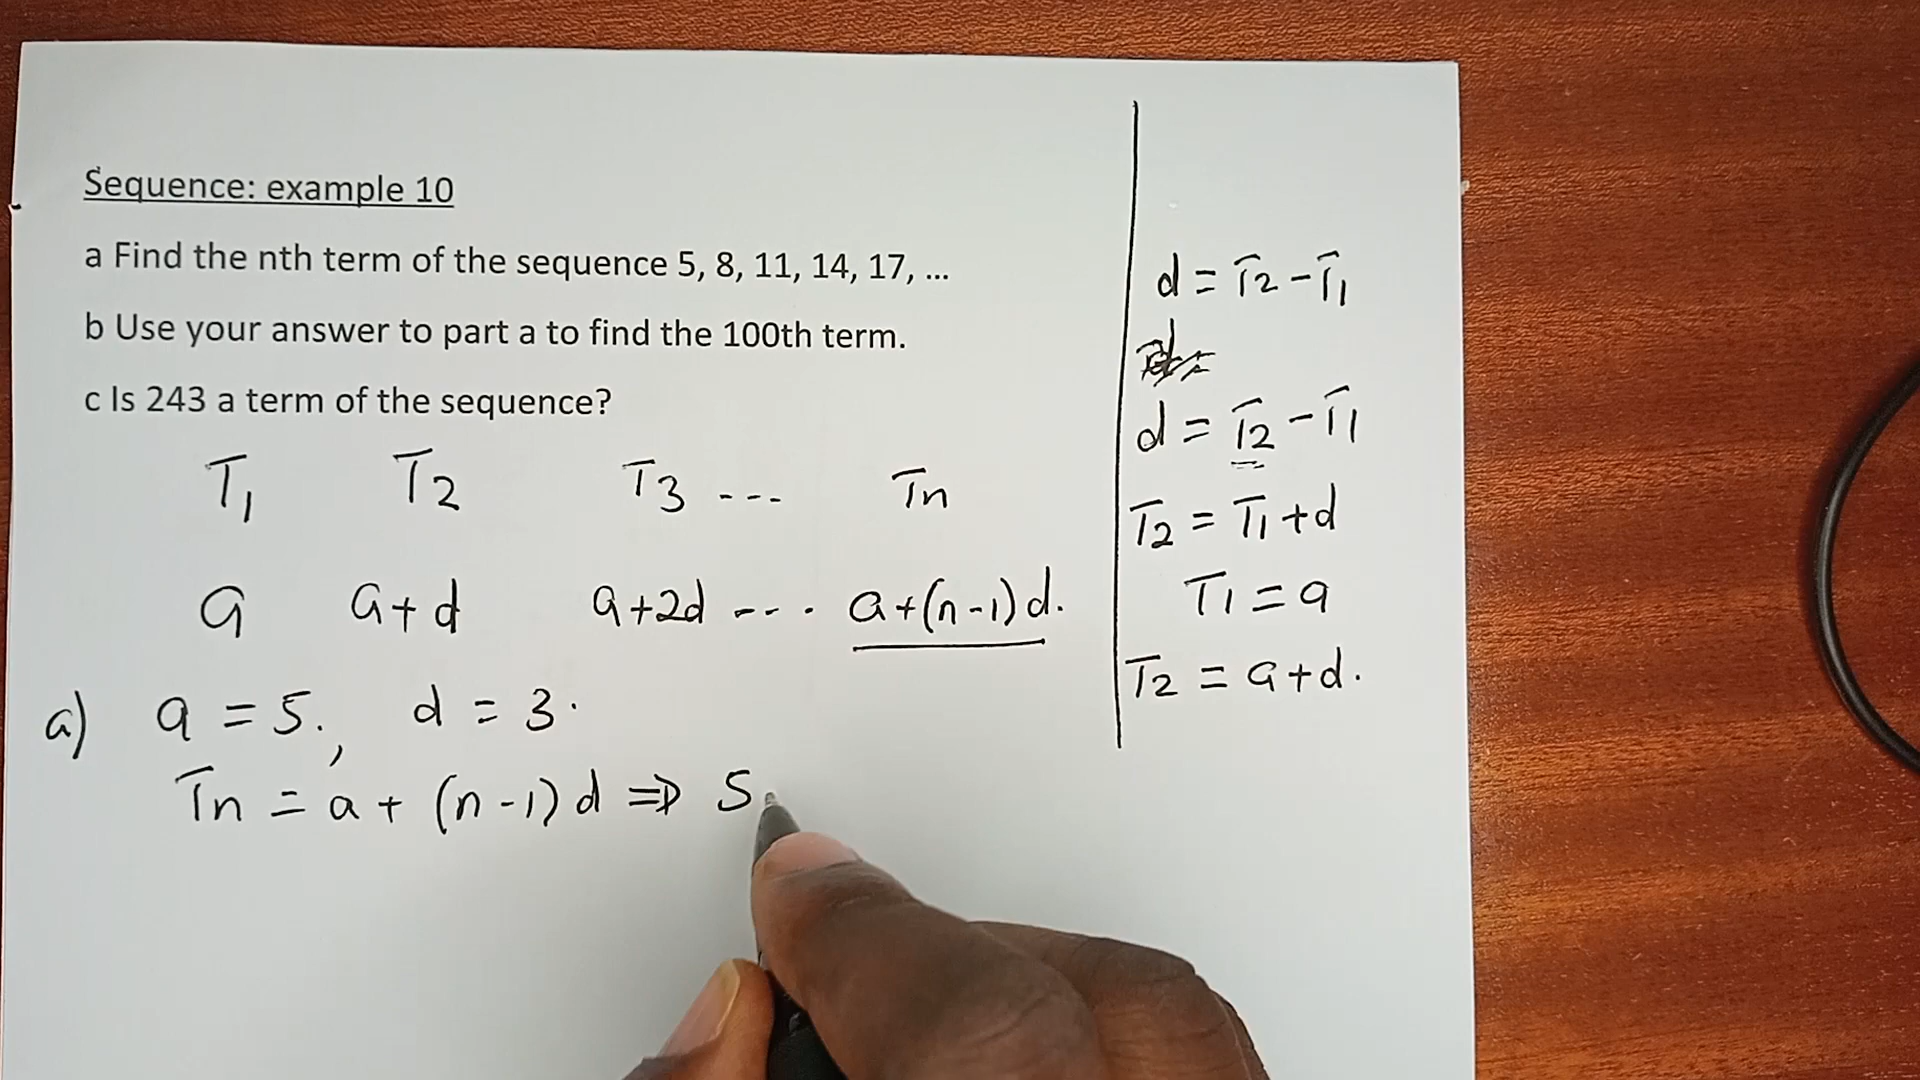 Sequence: example 10
a Find the nth term of the sequence 5, 8, 11, 14, 17, ...
b Use your answer to part a to find the 100th term.
c Is 243 a term of the sequence?
T1 T2 T3 --- Tn
a a+d a+2d --- . a+(n-1)d.
a) a = 5., d = 3.
Tn = a + (n-1)d => 5
d = T2 - T1
d = T2 - T1
T2 = T1 + d
T1 = a
T2 = a+d.